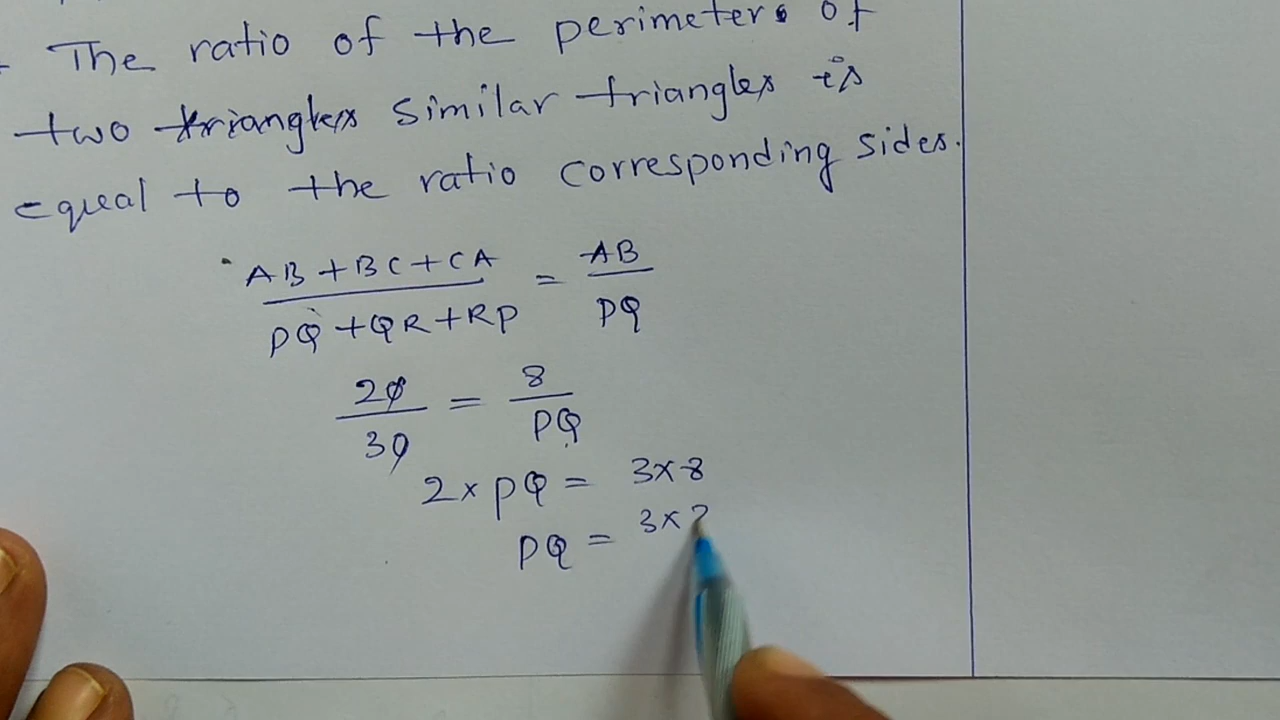 The ratio of the perimeters of
two triangles similar triangles is
equal to the ratio corresponding sides.
AB+BC+CA / PQ+QR+RP = AB / PQ
20 / 30 = 8 / PQ
2 × PQ = 3×8
PQ = 3×